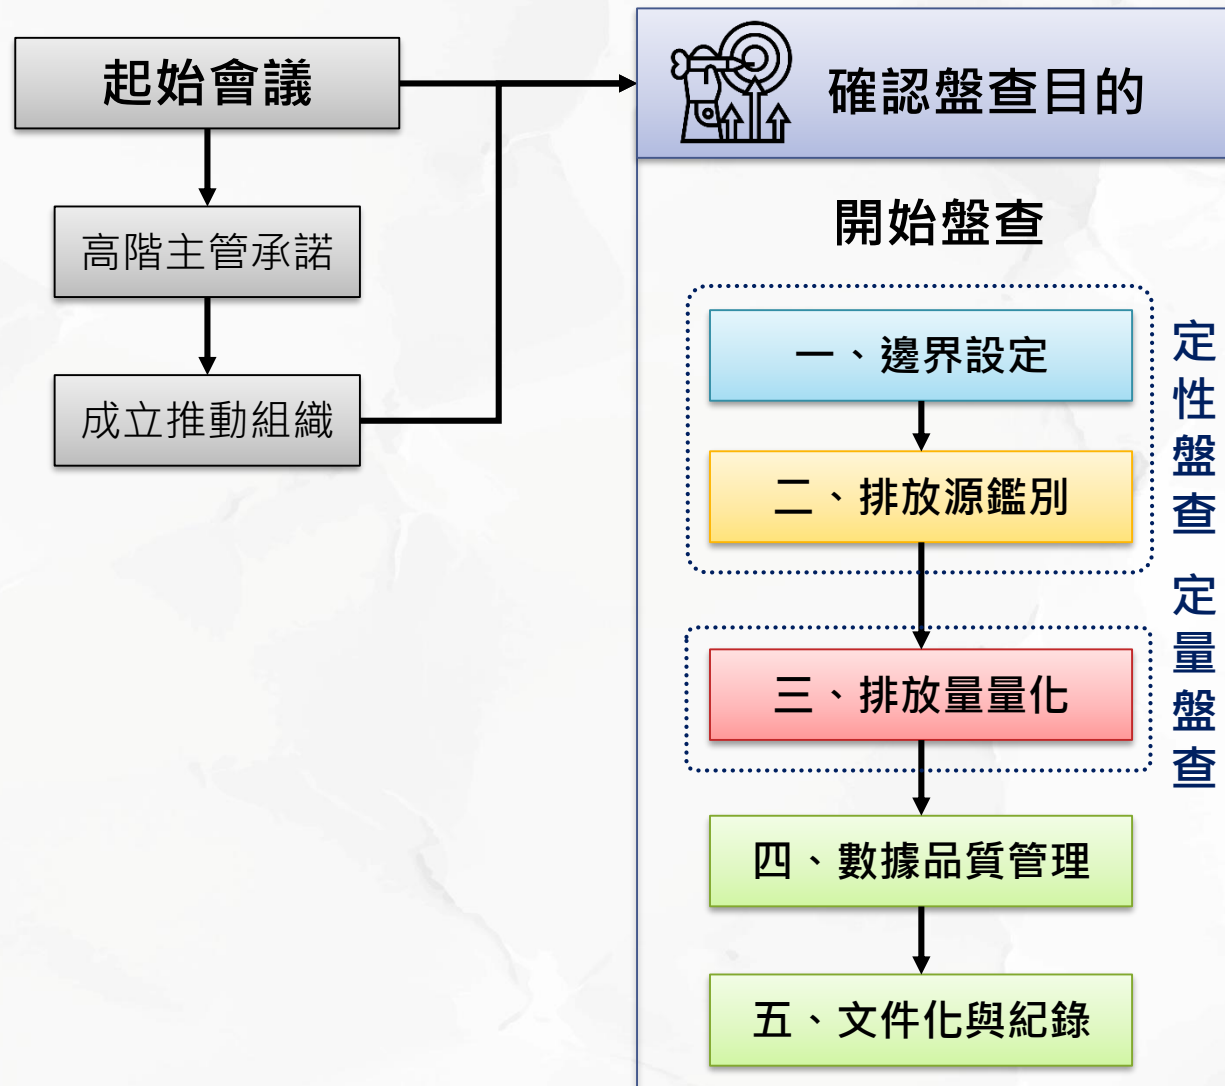 起始會議
高階主管承諾
成立推動組織
確認盤查目的
開始盤查
一、邊界設定
二、排放源鑑別
定性盤查
三、排放量量化
定量盤查
四、數據品質管理
五、文件化與紀錄